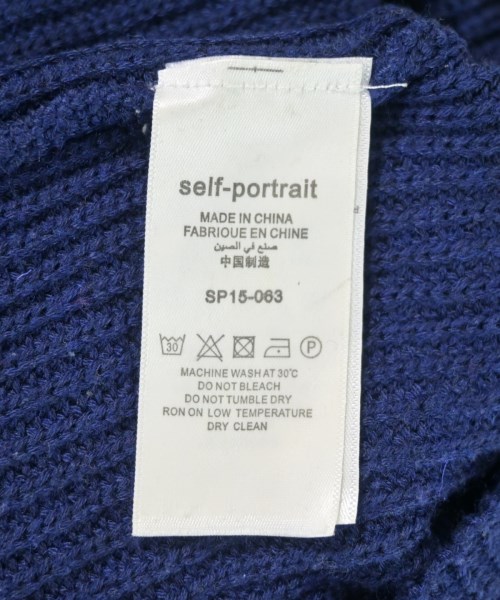 self-portrait
MADE IN CHINA
FABRIQUE EN CHINE
صنع في الصين
中国制造
SP15-063
30 P
MACHINE WASH AT 30℃
DO NOT BLEACH
DO NOT TUMBLE DRY
RON ON LOW TEMPERATURE
DRY CLEAN